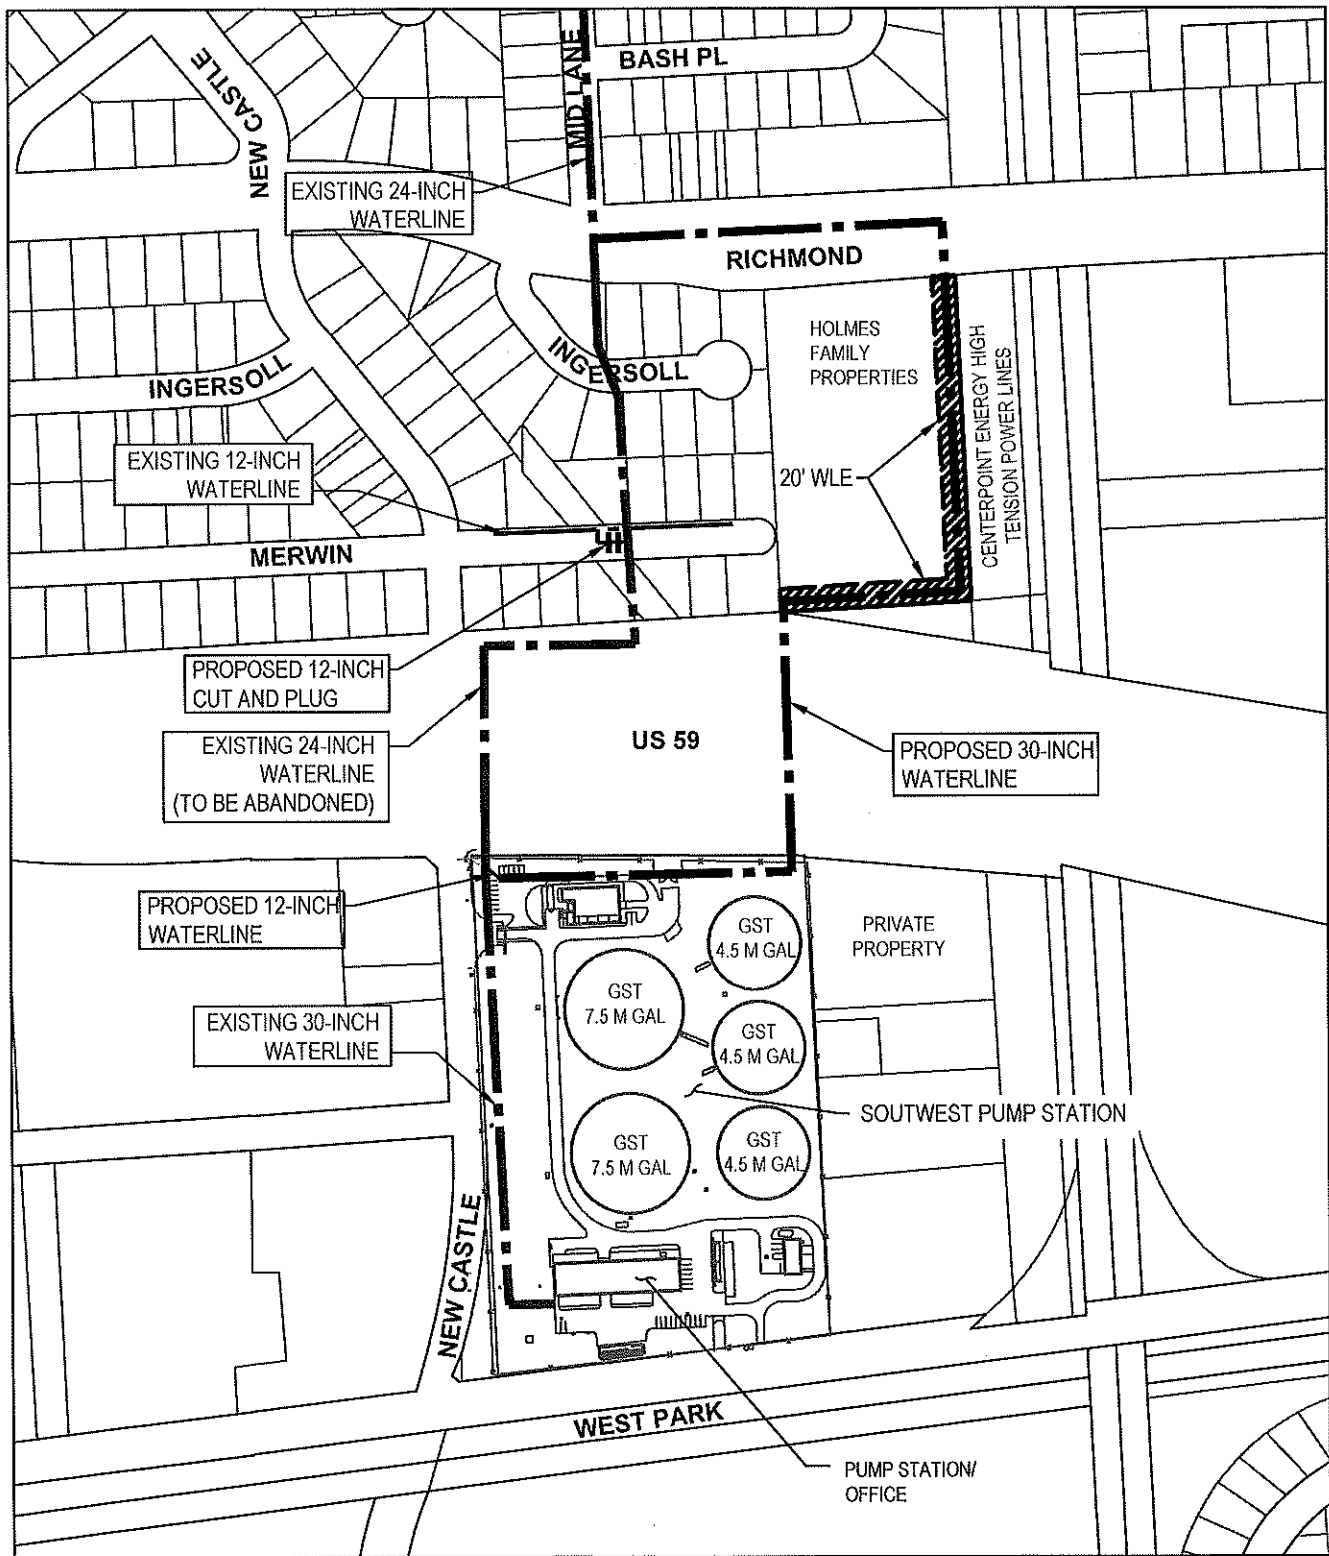 NEW CASTLE
MID LANE
BASH PL
EXISTING 24-INCH
WATERLINE
RICHMOND
INGERSOLL
INGERSOLL
HOLMES
FAMILY
PROPERTIES
CENTERPOINT ENERGY HIGH
TENSION POWER LINES
EXISTING 12-INCH
WATERLINE
20' WLE
MERWIN
PROPOSED 12-INCH
CUT AND PLUG
EXISTING 24-INCH
WATERLINE
(TO BE ABANDONED)
US 59
PROPOSED 30-INCH
WATERLINE
PROPOSED 12-INCH
WATERLINE
GST
4.5 M GAL
PRIVATE
PROPERTY
GST
7.5 M GAL
EXISTING 30-INCH
WATERLINE
GST
4.5 M GAL
SOUTWEST PUMP STATION
GST
7.5 M GAL
GST
4.5 M GAL
NEW CASTLE
WEST PARK
PUMP STATION/
OFFICE